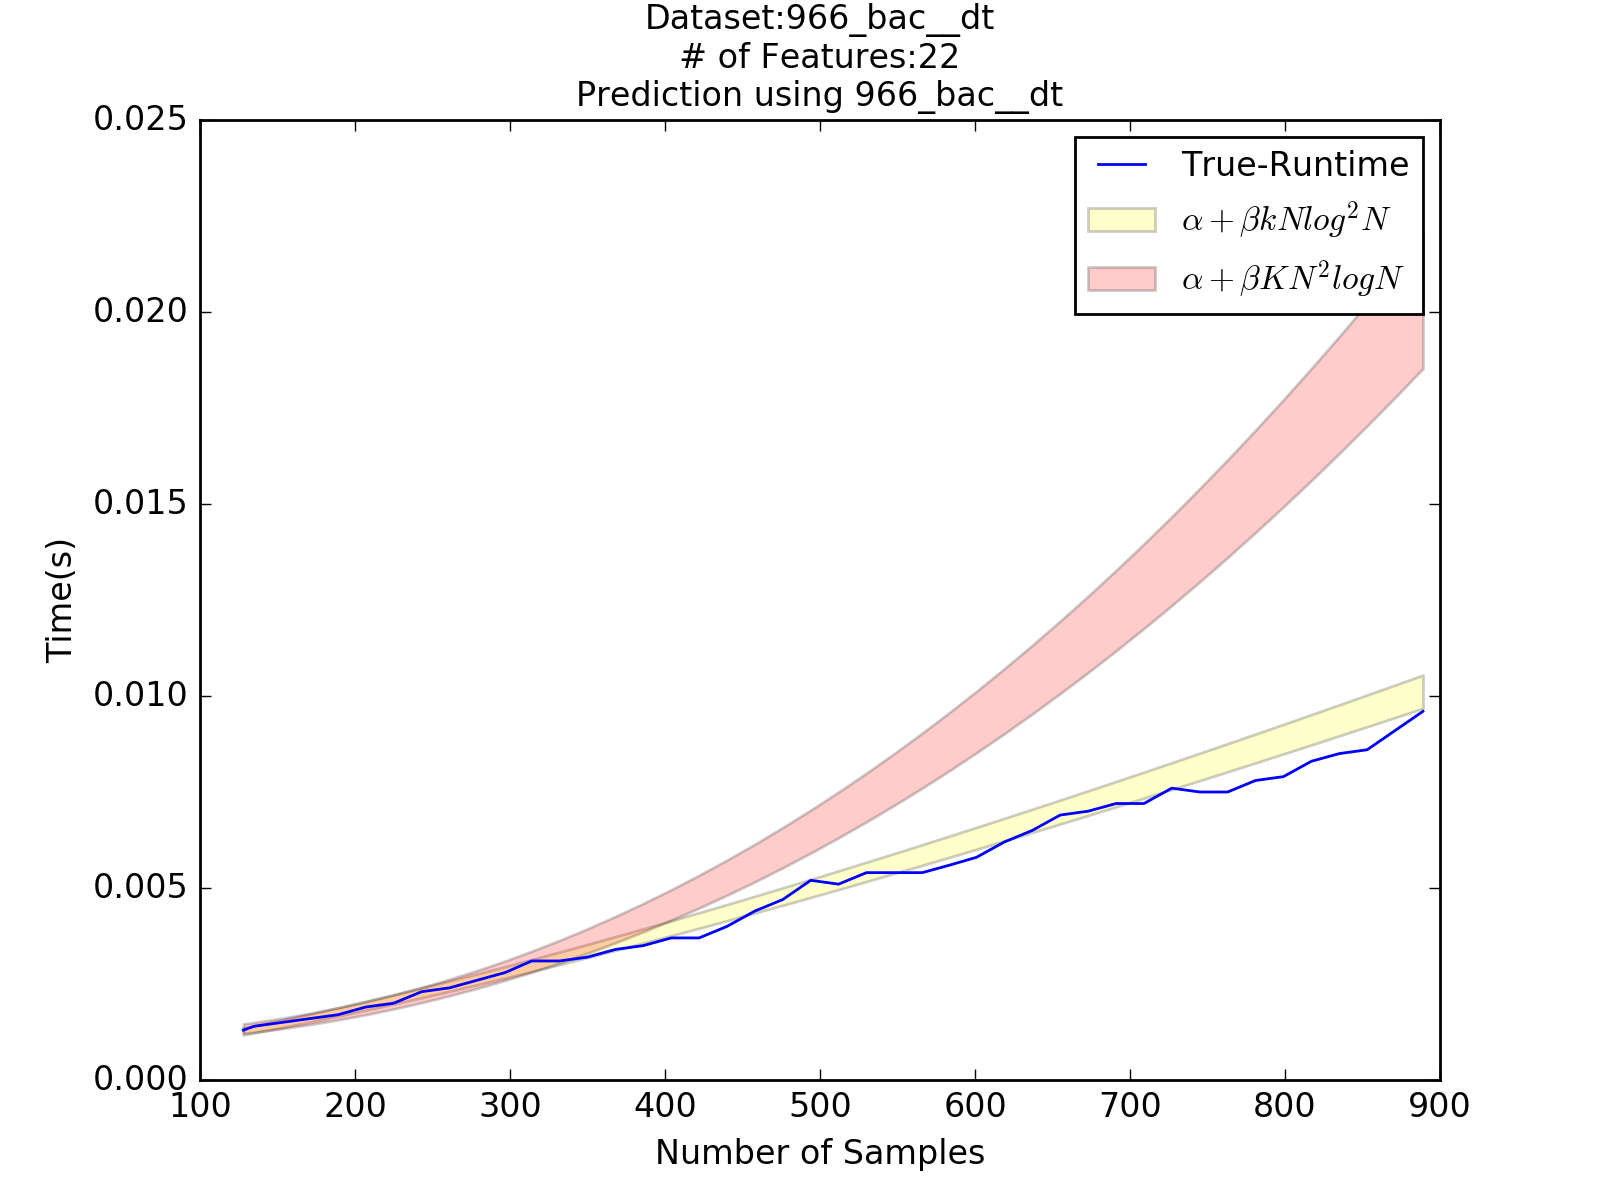 Dataset:966_bac__dt
# of Features:22
Prediction using 966_bac__dt
0.025
0.020
0.015
0.010
0.005
0.000
Time(s)
True-Runtime
α + βkNlog²N
α + βKN²logN
100 200 300 400 500 600 700 800 900
Number of Samples